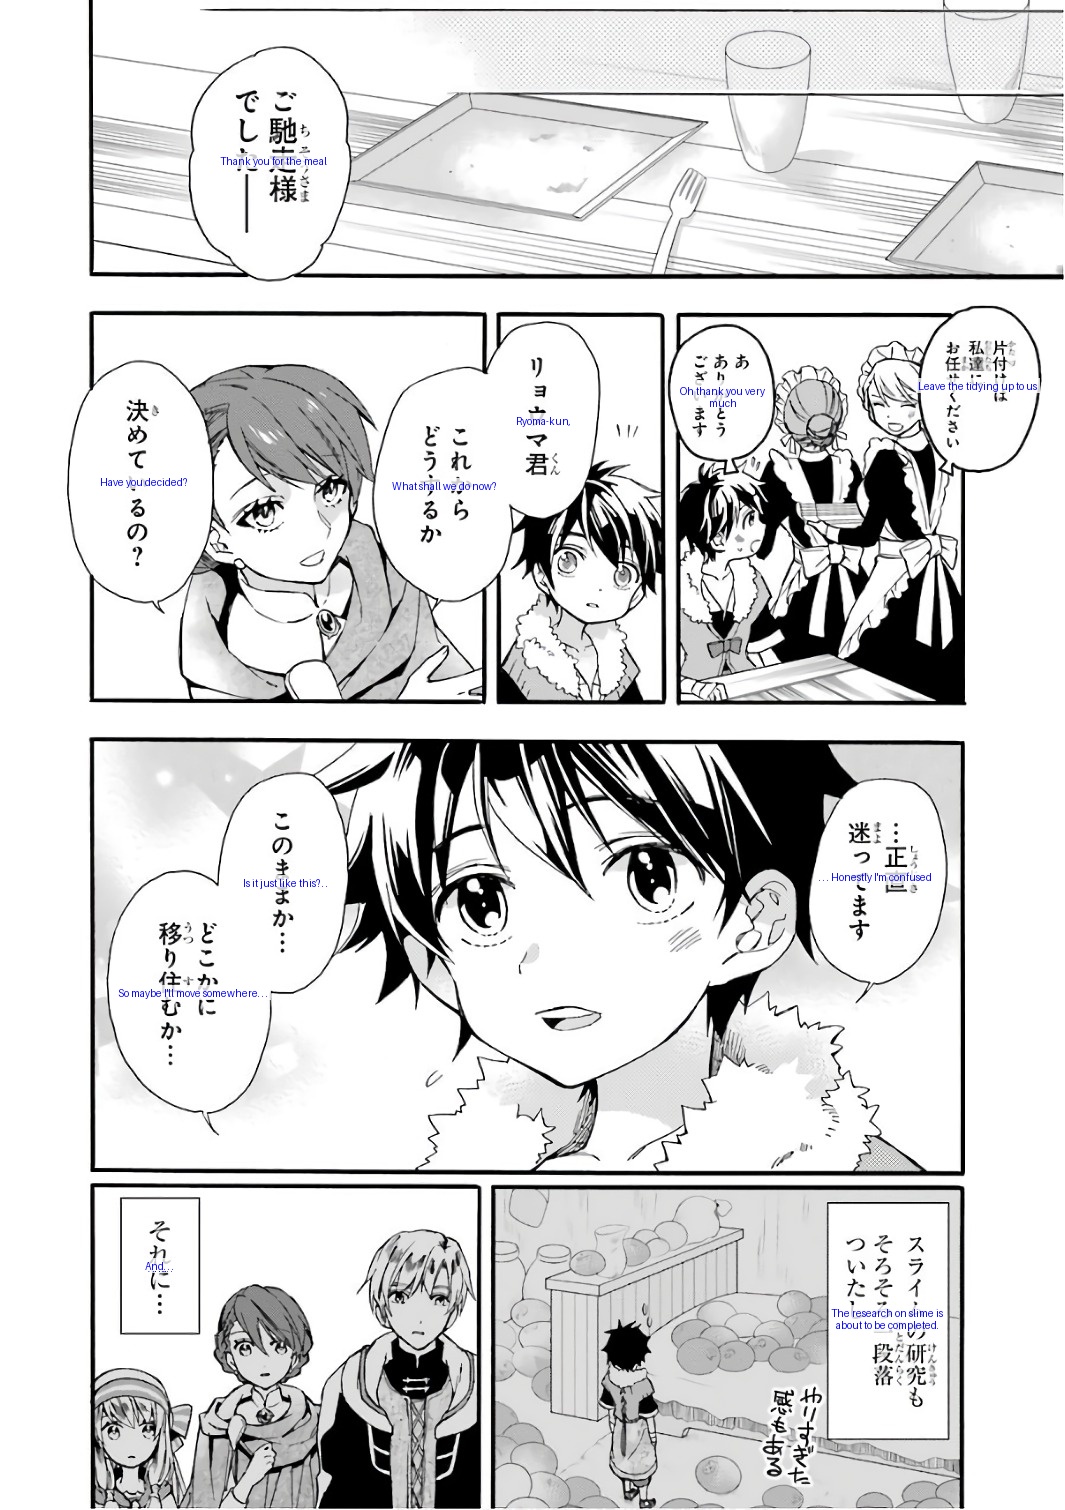 ご馳走様
でした──
Thank you for the meal
片付けは
私達に
お任せください
Leave the tidying up to us
あ
ありがとう
ございます
Oh thank you very
much
リョウマ君
Ryoma-kun,
これから
どうするか
What shall we do now?
決めてるの?
Have you decided?
…正直
迷ってます
... Honestly I'm confused
このままか…
Is it just like this?..
どこかに
移り住むか…
So maybe I'll move somewhere...
スライムの研究も
そろそろ一段落
ついたし
The research on slime is
about to be completed.
やりすぎた
感もある
それに…
And...